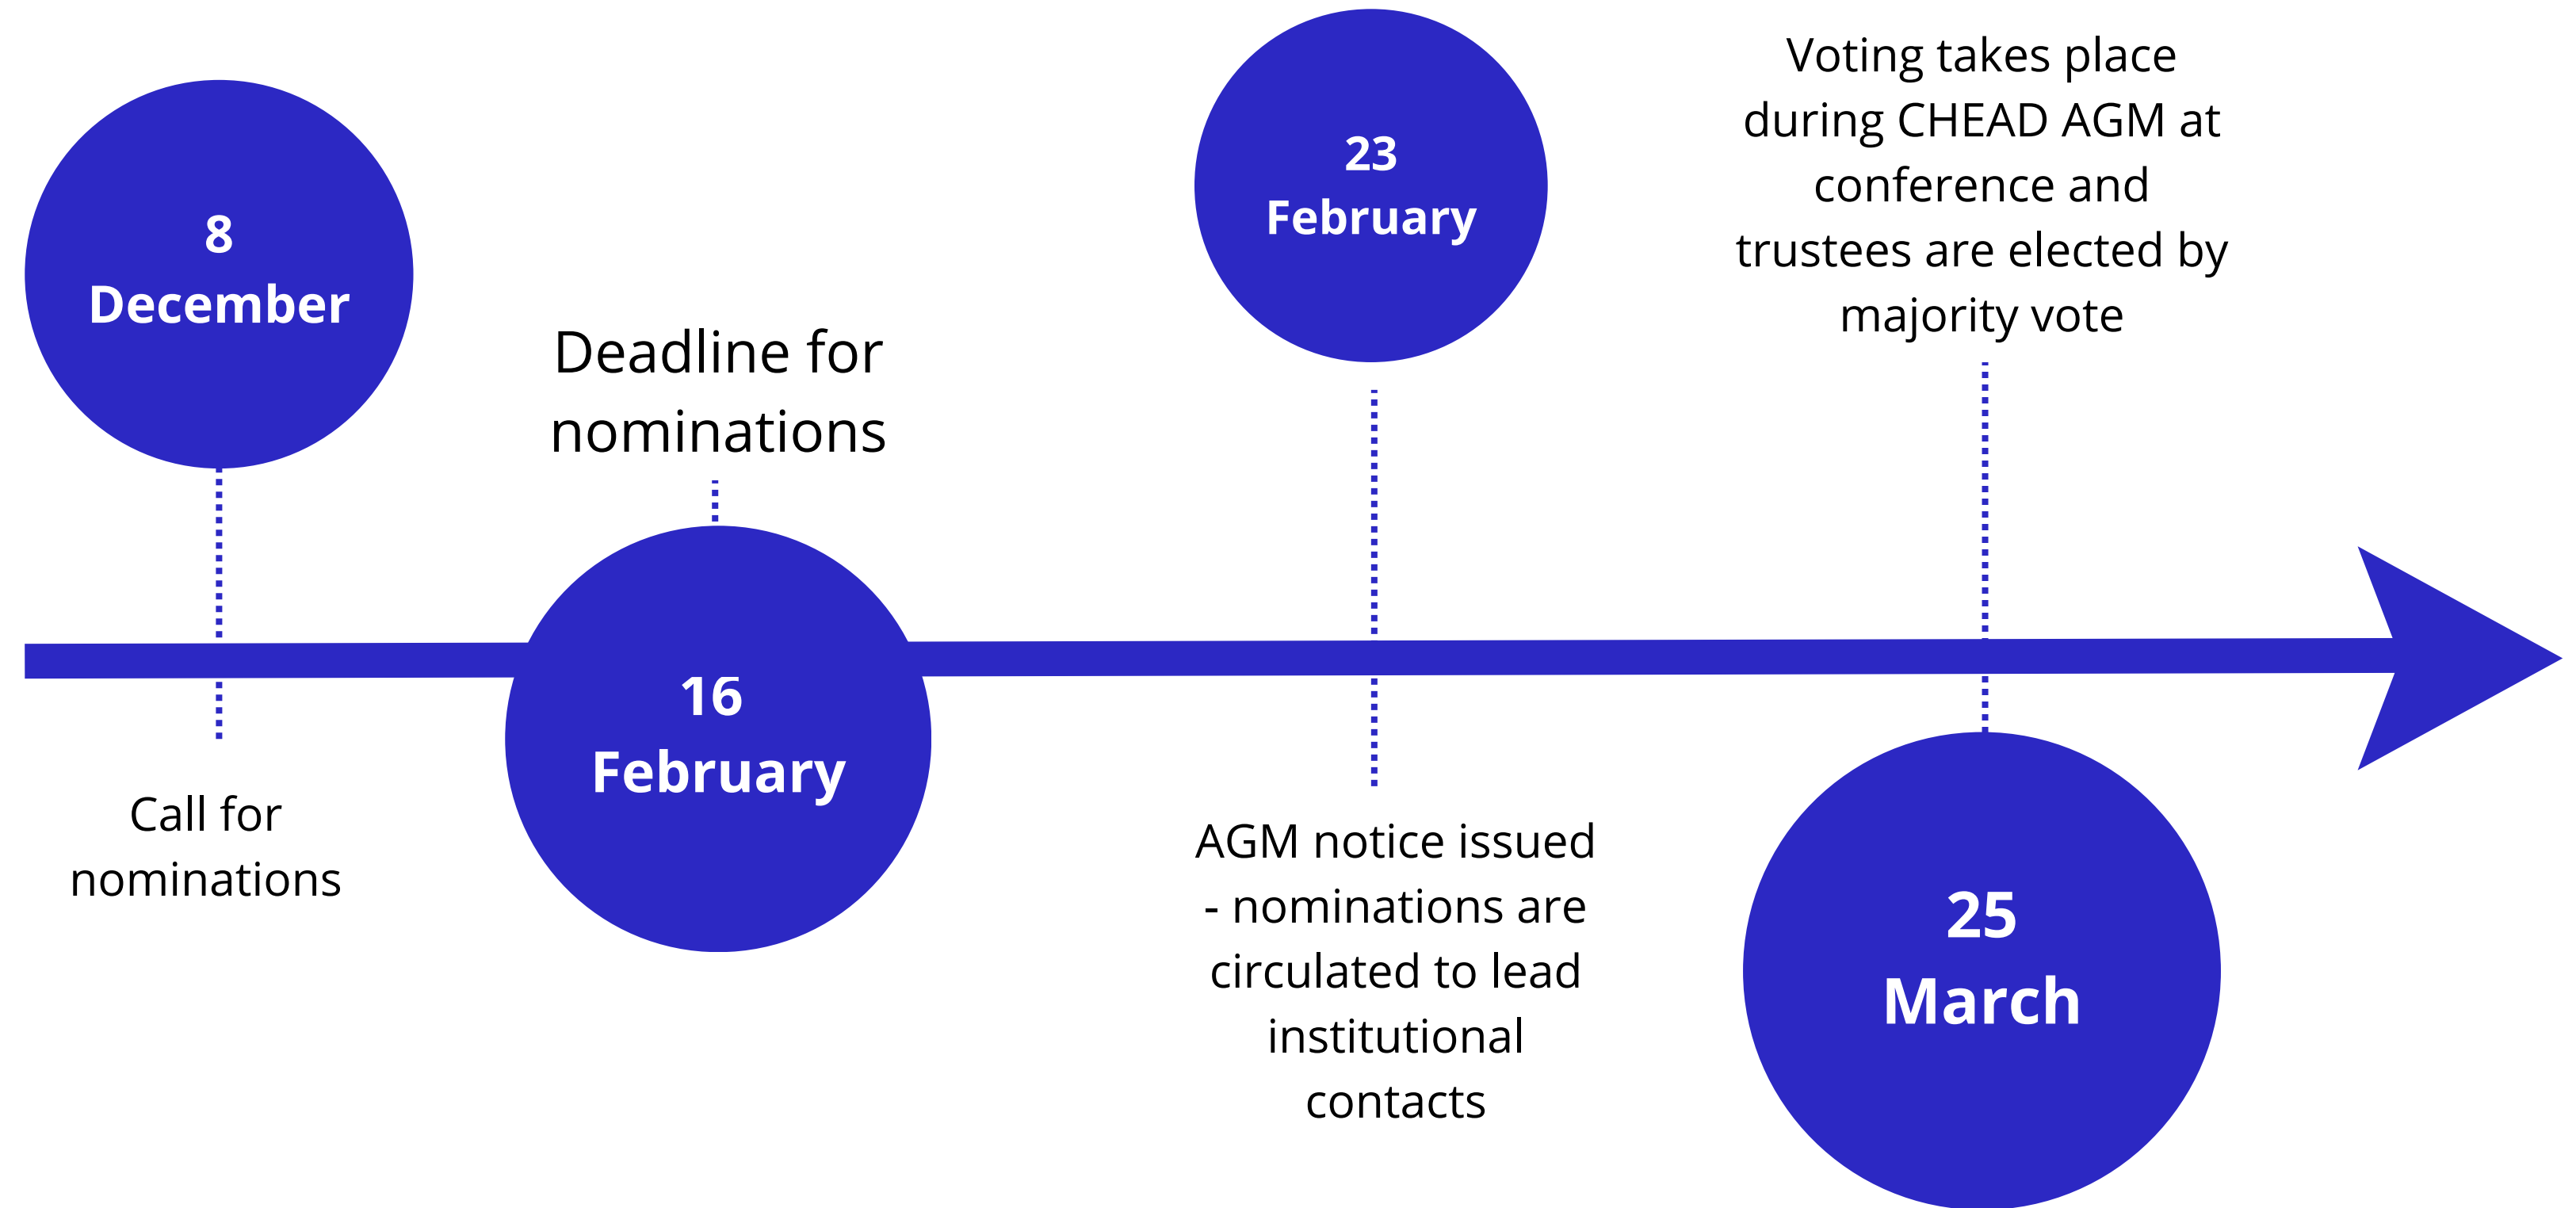 8
December
Call for
nominations
Deadline for
nominations
16
February
23
February
AGM notice issued
- nominations are
circulated to lead
institutional
contacts
Voting takes place
during CHEAD AGM at
conference and
trustees are elected by
majority vote
25
March